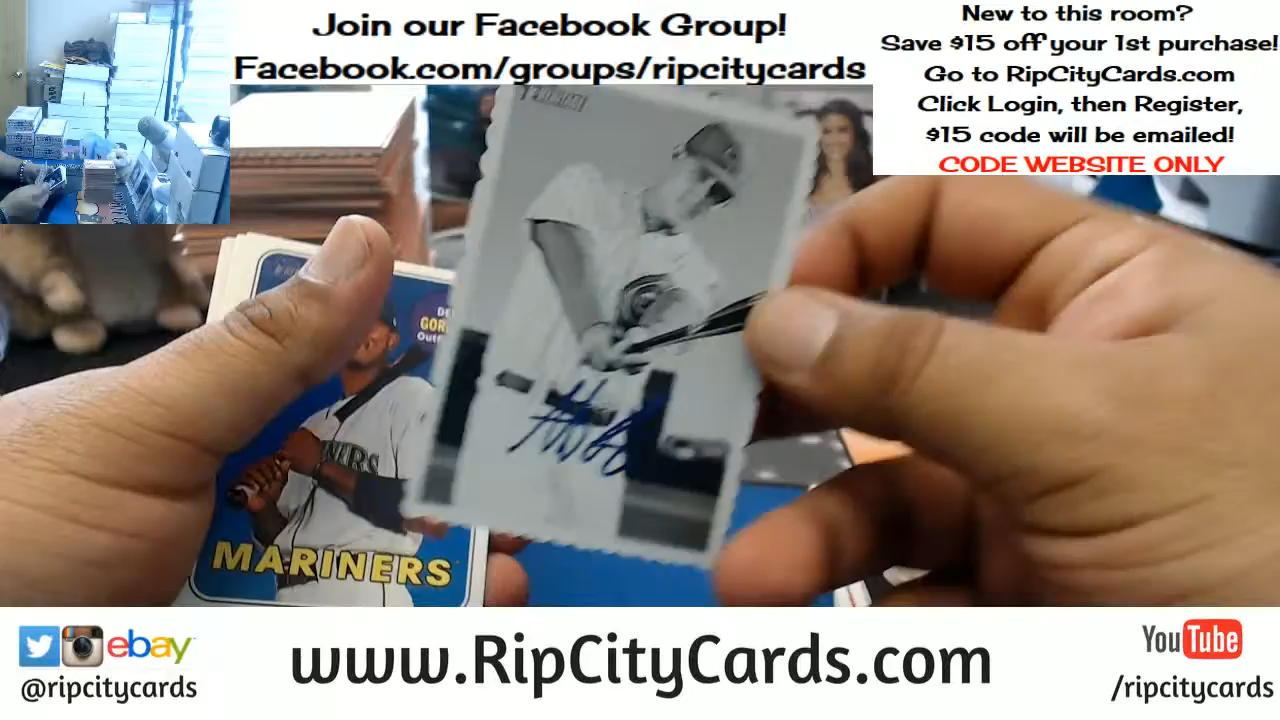 Join our Facebook Group!
Facebook.com/groups/ripcitycards
New to this room?
Save $15 off your 1st purchase!
Go to RipCityCards.com
Click Login, then Register,
$15 code will be emailed!
CODE WEBSITE ONLY
MARINERS
ebay
@ripcitycards
www.RipCityCards.com
YouTube
/ripcitycards